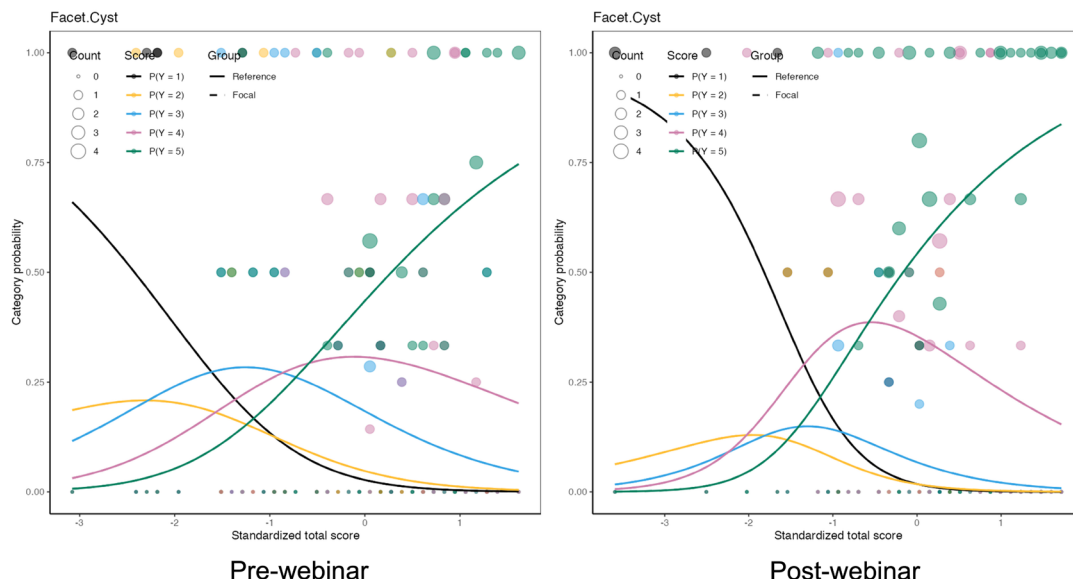 Facet.Cyst
Count
Score
Group
0
1
2
3
4
P(Y = 1)
P(Y = 2)
P(Y = 3)
P(Y = 4)
P(Y = 5)
Reference
Focal
Category probability
1.00
0.75
0.50
0.25
0.00
-3
-2
-1
0
1
Standardized total score
Pre-webinar
Facet.Cyst
Count
Score
Group
0
1
2
3
4
P(Y = 1)
P(Y = 2)
P(Y = 3)
P(Y = 4)
P(Y = 5)
Reference
Focal
Category probability
1.00
0.75
0.50
0.25
0.00
-3
-2
-1
0
1
Standardized total score
Post-webinar